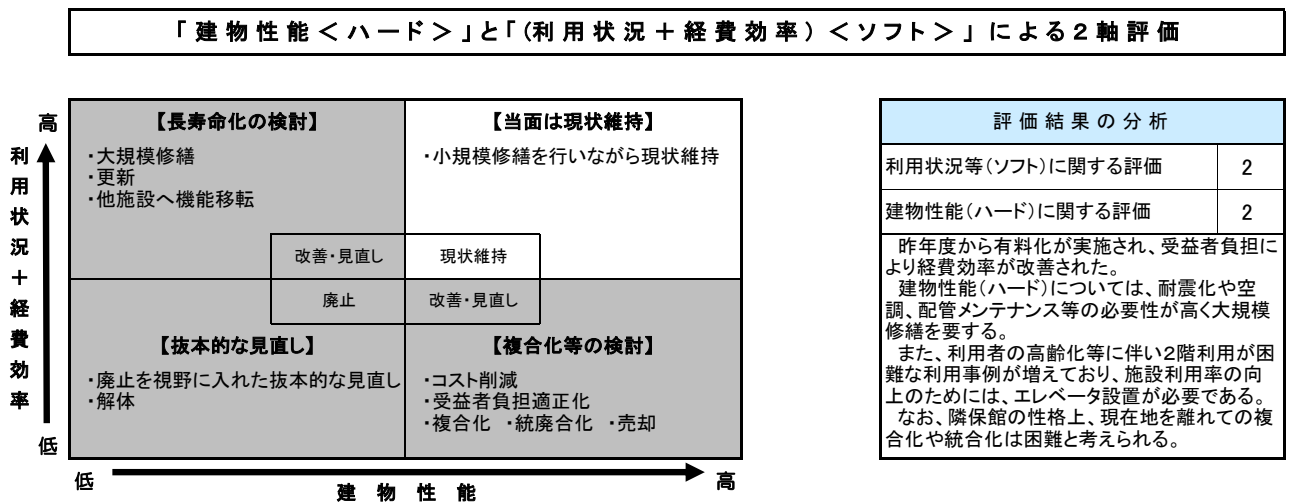 「建物性能＜ハード＞」と「(利用状況＋経費効率)＜ソフト＞」による2軸評価
高
利用状況＋経費効率
低
【長寿命化の検討】
・大規模修繕
・更新
・他施設へ機能移転
【当面は現状維持】
・小規模修繕を行いながら現状維持
改善・見直し
現状維持
廃止
改善・見直し
【抜本的な見直し】
・廃止を視野に入れた抜本的な見直し
・解体
【複合化等の検討】
・コスト削減
・受益者負担適正化
・複合化 ・統廃合化 ・売却
低
高
建物性能
評価結果の分析
利用状況等(ソフト)に関する評価 2
建物性能(ハード)に関する評価 2
昨年度から有料化が実施され、受益者負担に
より経費効率が改善された。
建物性能(ハード)については、耐震化や空
調、配管メンテナンス等の必要性が高く大規模
修繕を要する。
また、利用者の高齢化等に伴い2階利用が困
難な利用事例が増えており、施設利用率の向
上のためには、エレベータ設置が必要である。
なお、隣保館の性格上、現在地を離れての複
合化や統合化は困難と考えられる。